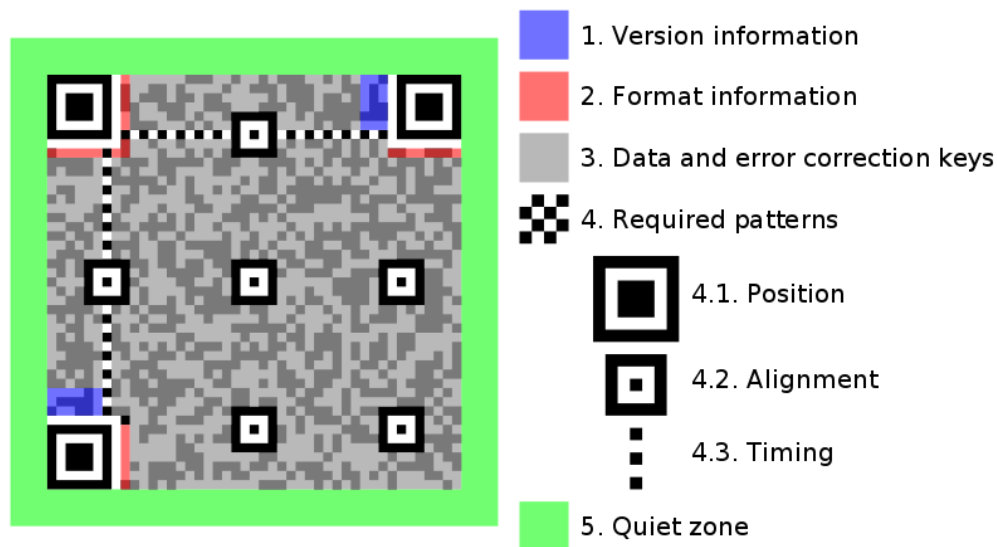 1. Version information
2. Format information
3. Data and error correction keys
4. Required patterns
4.1. Position
4.2. Alignment
4.3. Timing
5. Quiet zone